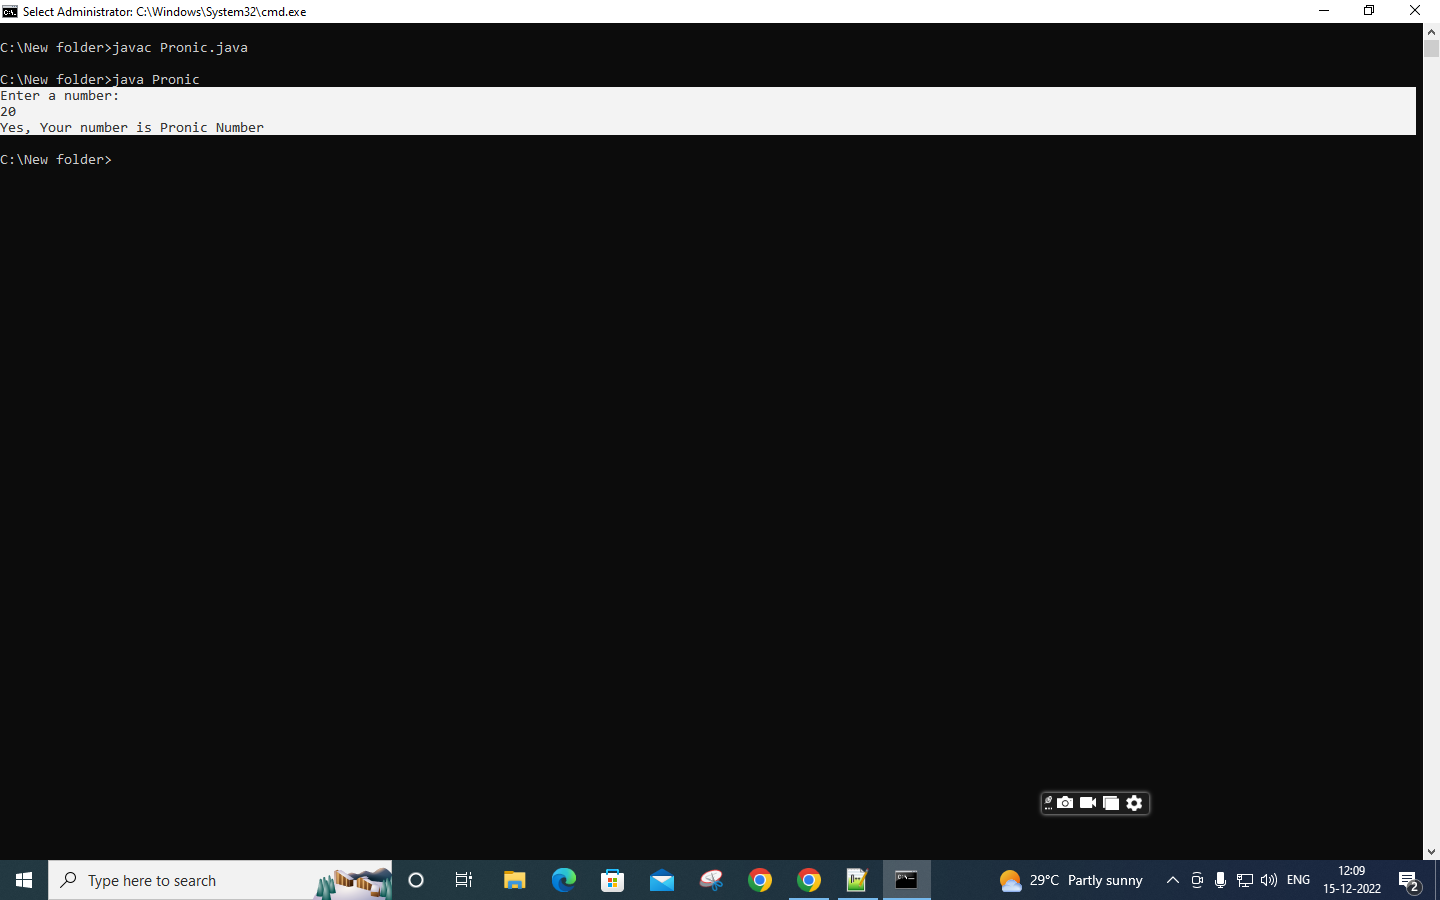 Select Administrator: C:\Windows\System32\cmd.exe
C:\New folder>javac Pronic.java
C:\New folder>java Pronic
Enter a number:
20
Yes, Your number is Pronic Number
C:\New folder>
Type here to search
29°C Partly sunny
ENG
12:09
15-12-2022
2